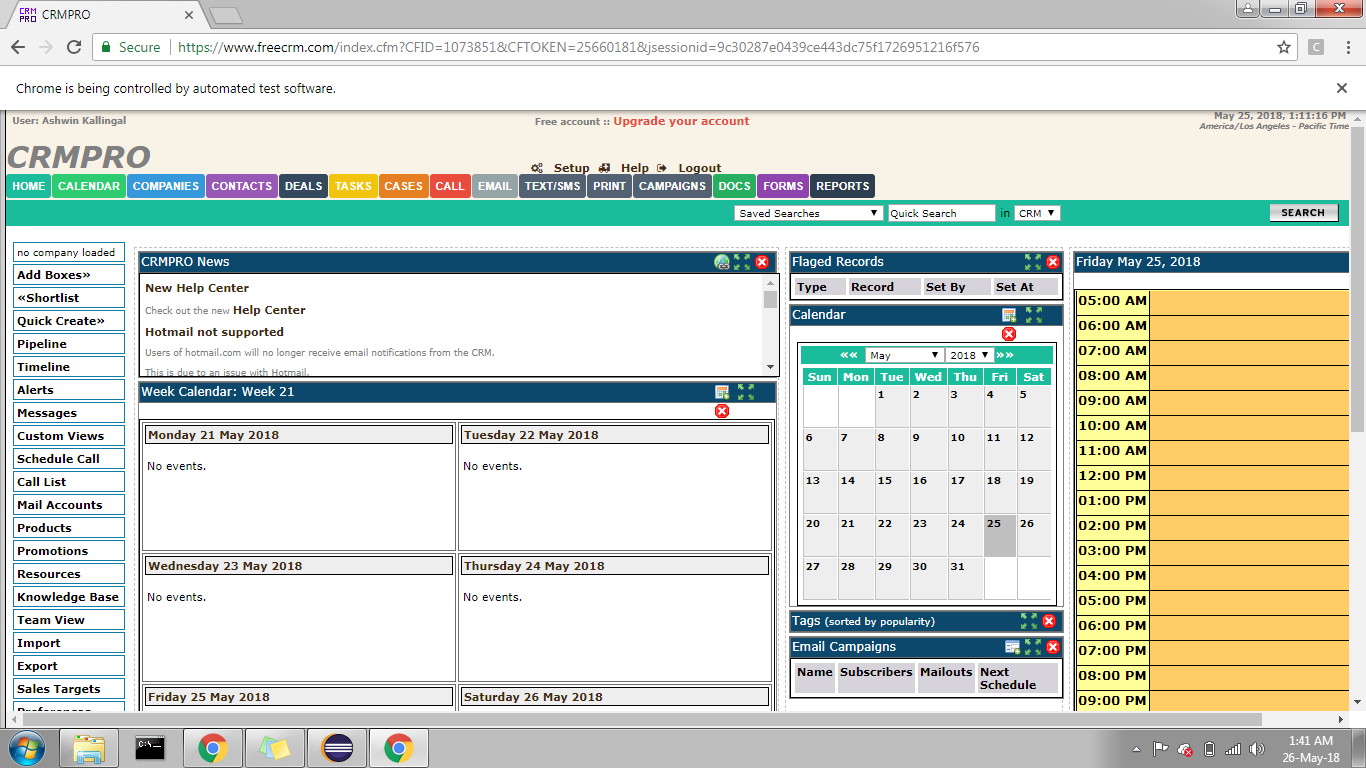 CRM PRO CRMPRO
Secure https://www.freecrm.com/index.cfm?CFID=1073851&CFTOKEN=25660181&jsessionid=9c30287e0439ce443dc75f1726951216f576
Chrome is being controlled by automated test software.
User: Ashwin Kallingal
Free account :: Upgrade your account
May 25, 2018, 1:11:16 PM
America/Los Angeles - Pacific Time
CRMPRO
Setup Help Logout
HOME CALENDAR COMPANIES CONTACTS DEALS TASKS CASES CALL EMAIL TEXT/SMS PRINT CAMPAIGNS DOCS FORMS REPORTS
Saved Searches Quick Search in CRM SEARCH
no company loaded
Add Boxes»
«Shortlist
Quick Create»
Pipeline
Timeline
Alerts
Messages
Custom Views
Schedule Call
Call List
Mail Accounts
Products
Promotions
Resources
Knowledge Base
Team View
Import
Export
Sales Targets
Preferences
CRMPRO News
New Help Center
Check out the new Help Center
Hotmail not supported
Users of hotmail.com will no longer receive email notifications from the CRM.
This is due to an issue with Hotmail.
Week Calendar: Week 21
Monday 21 May 2018
No events.
Tuesday 22 May 2018
No events.
Wednesday 23 May 2018
No events.
Thursday 24 May 2018
No events.
Friday 25 May 2018
Saturday 26 May 2018
Flaged Records
Type Record Set By Set At
Calendar
«« May 2018 »»
Sun Mon Tue Wed Thu Fri Sat
1 2 3 4 5
6 7 8 9 10 11 12
13 14 15 16 17 18 19
20 21 22 23 24 25 26
27 28 29 30 31
Tags (sorted by popularity)
Email Campaigns
Name Subscribers Mailouts Next
Schedule
Friday May 25, 2018
05:00 AM
06:00 AM
07:00 AM
08:00 AM
09:00 AM
10:00 AM
11:00 AM
12:00 PM
01:00 PM
02:00 PM
03:00 PM
04:00 PM
05:00 PM
06:00 PM
07:00 PM
08:00 PM
09:00 PM
1:41 AM
26-May-18